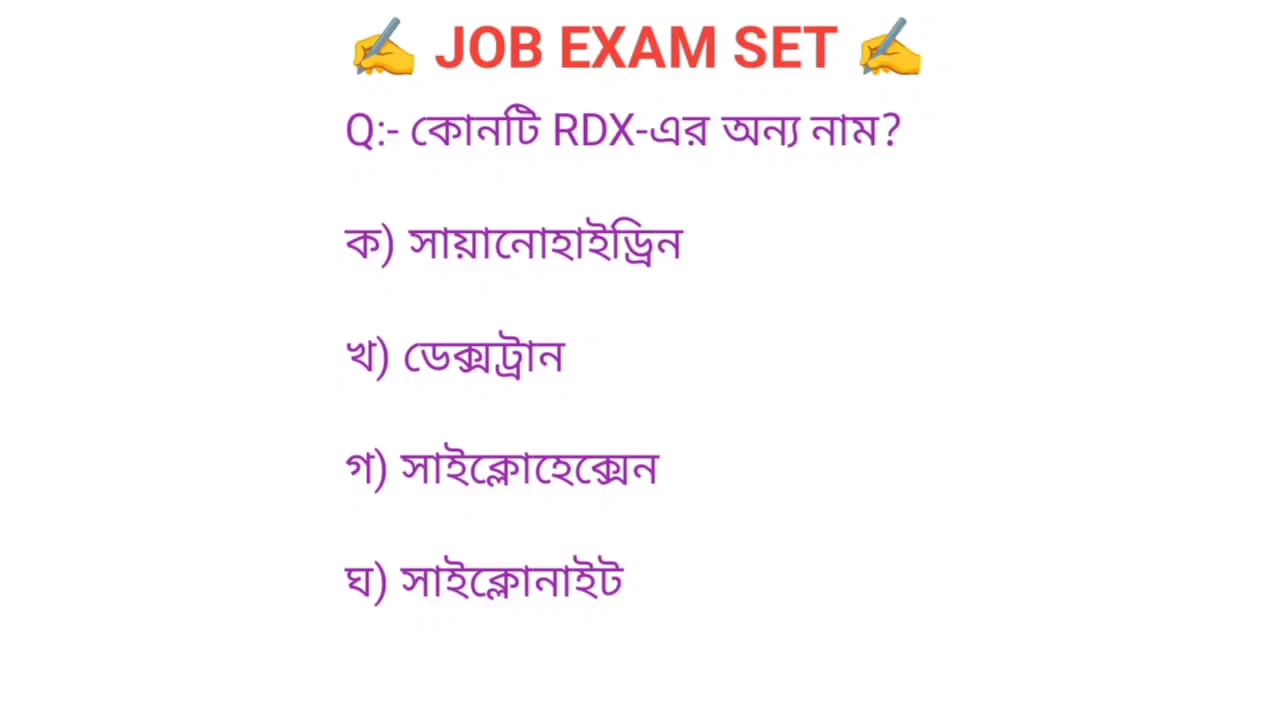 ✍️ JOB EXAM SET ✍️
Q:- কোনটি RDX-এর অন্য নাম?
ক) সায়ানোহাইড্রিন
খ) ডেক্সট্রান
গ) সাইক্লোহেক্সেন
ঘ) সাইক্লোনাইট